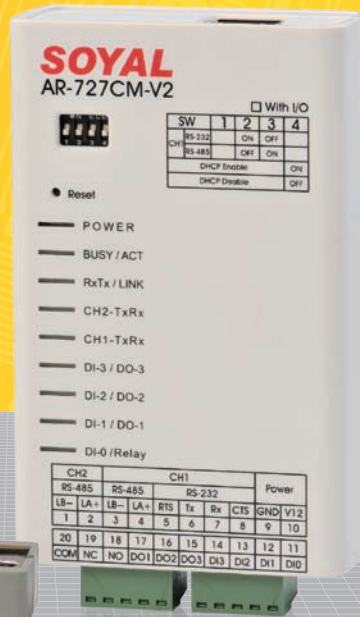 SOYAL
AR-727CM-V2
With I/O
SW 1 2 3 4
CH1 RS-232 ON OFF
RS-485 OFF ON
DHCP Enable ON
DHCP Disable OFF
Reset
POWER
BUSY / ACT
RxTx / LINK
CH2-TxRx
CH1-TxRx
DI-3 / DO-3
DI-2 / DO-2
DI-1 / DO-1
DI-0 /Relay
CH2 CH1 Power
RS-485 RS-485 RS-232
LB- LA+ LB- LA+ RTS Tx Rx CTS GND V12
1 2 3 4 5 6 7 8 9 10
20 19 18 17 16 15 14 13 12 11
COM NC NO DO1 DO2 DO3 DI3 DI2 DI1 DI0